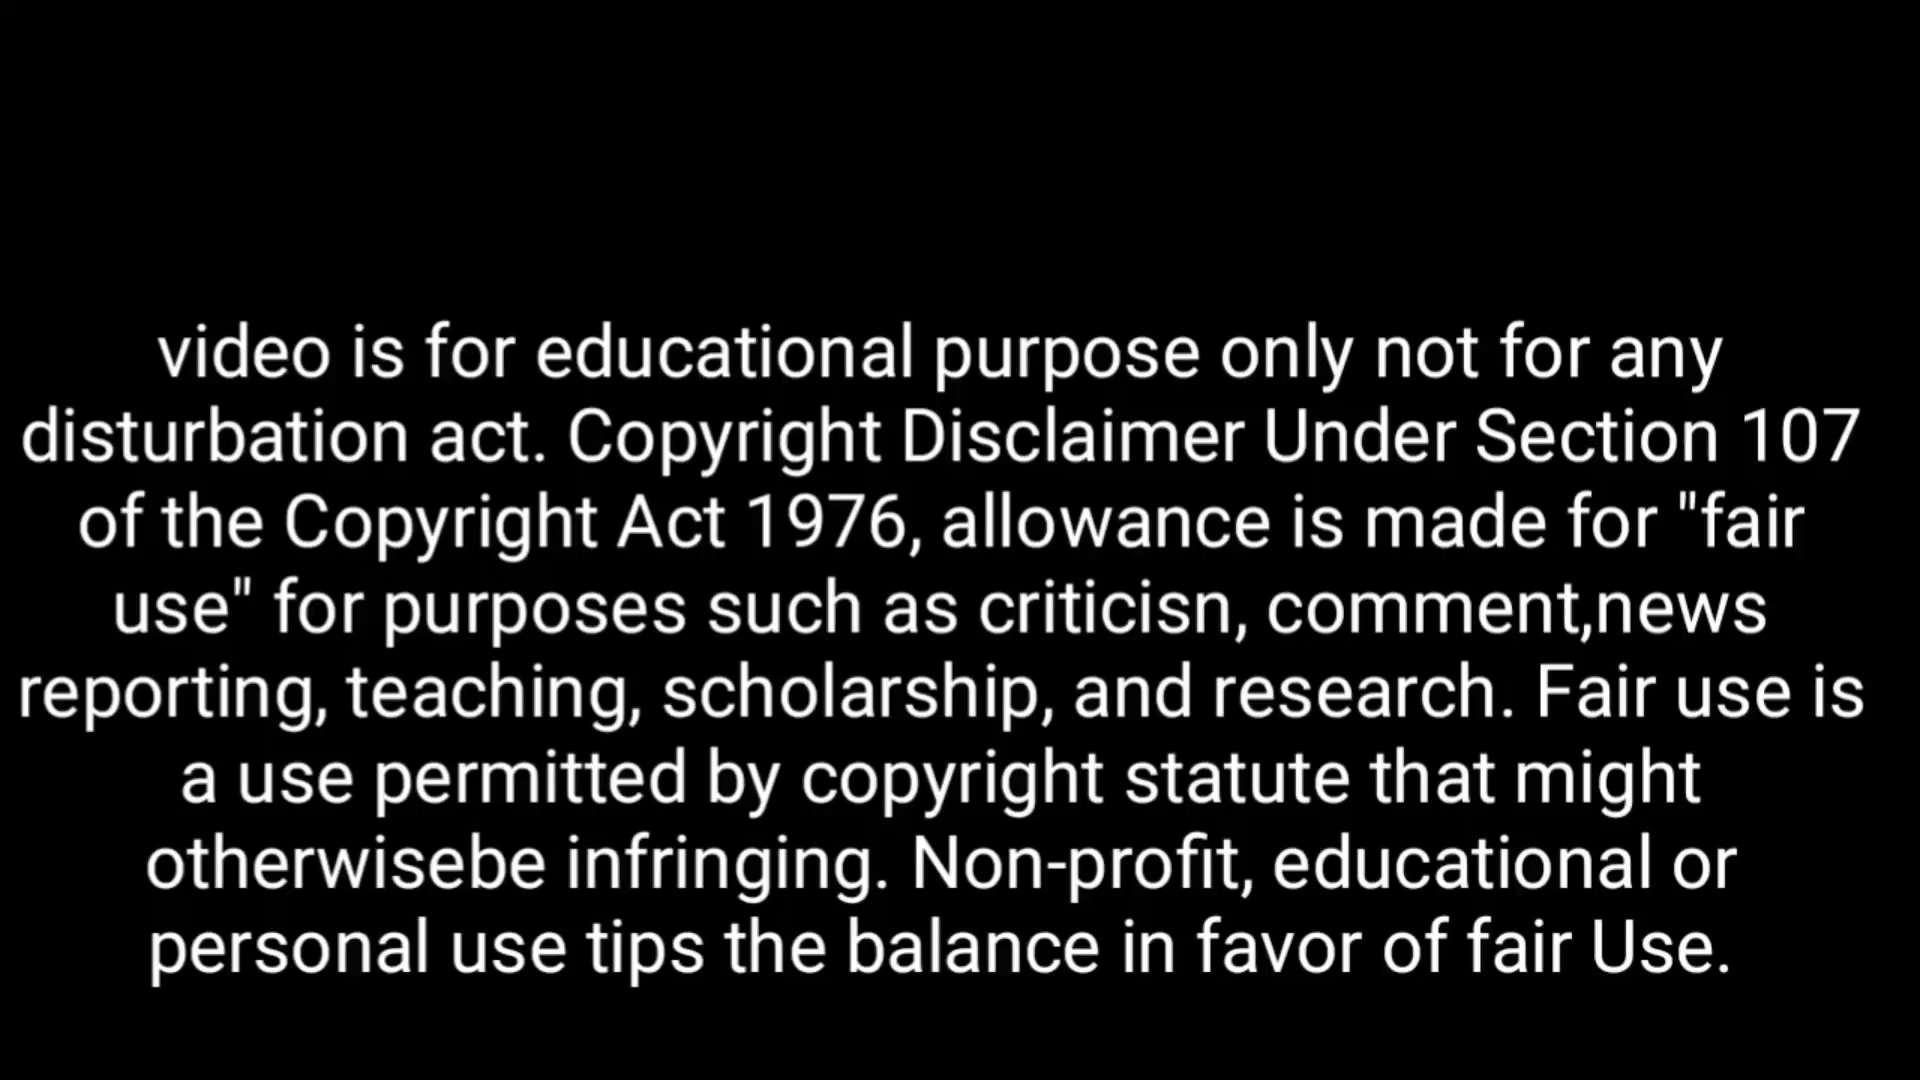 video is for educational purpose only not for any
disturbation act. Copyright Disclaimer Under Section 107
of the Copyright Act 1976, allowance is made for "fair
use" for purposes such as criticisn, comment,news
reporting, teaching, scholarship, and research. Fair use is
a use permitted by copyright statute that might
otherwisebe infringing. Non-profit, educational or
personal use tips the balance in favor of fair Use.